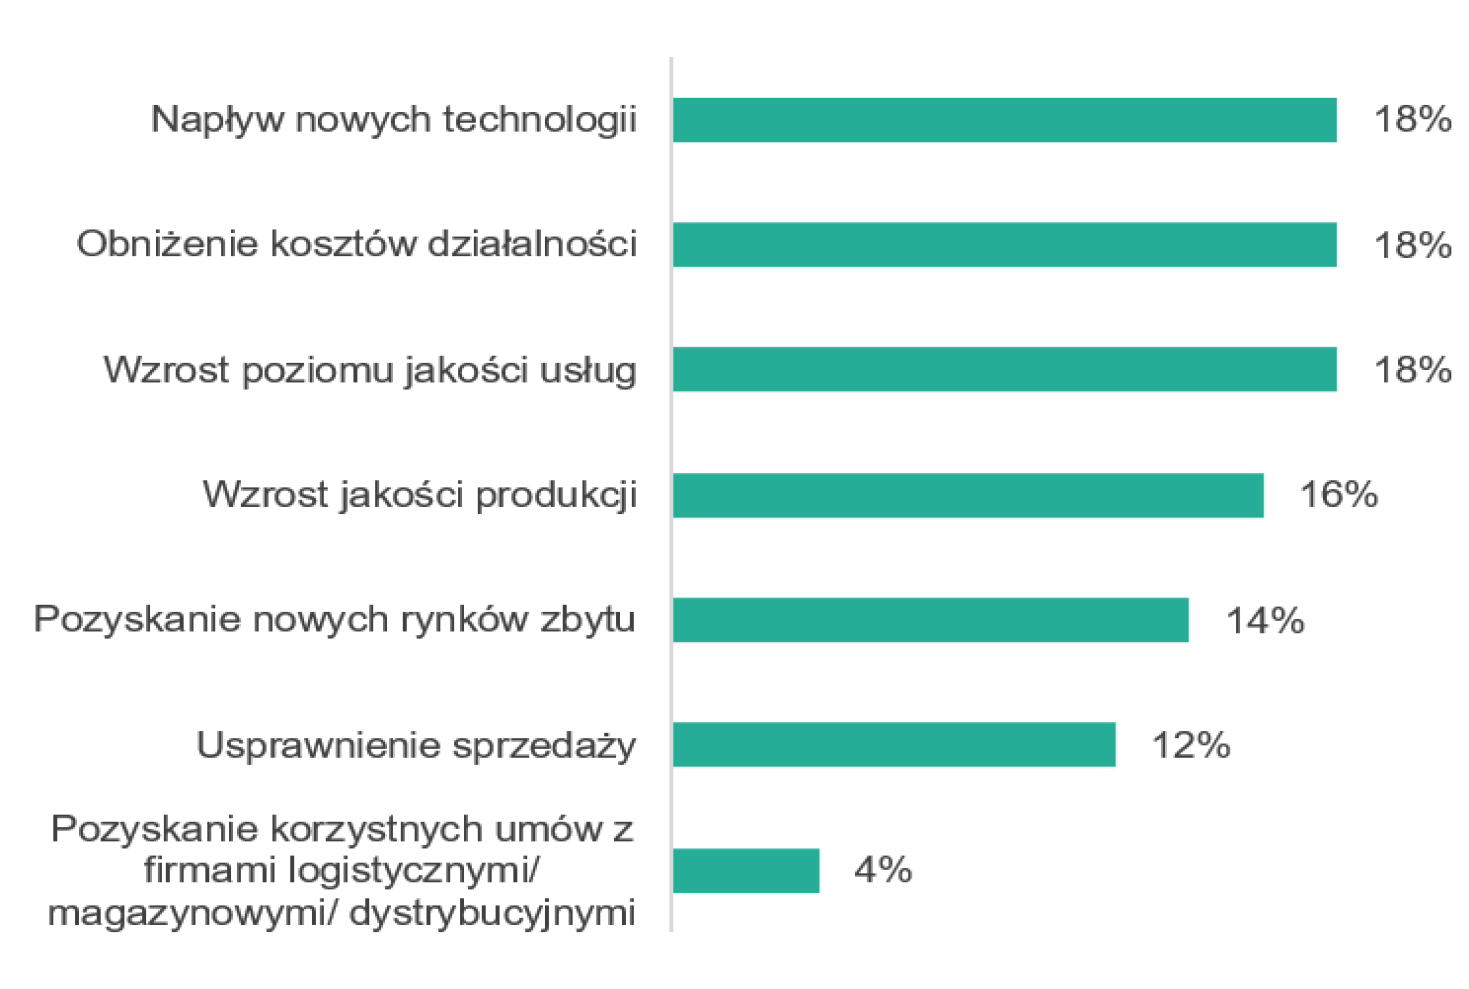 Napływ nowych technologii 18%
Obniżenie kosztów działalności 18%
Wzrost poziomu jakości usług 18%
Wzrost jakości produkcji 16%
Pozyskanie nowych rynków zbytu 14%
Usprawnienie sprzedaży 12%
Pozyskanie korzystnych umów z
firmami logistycznymi/ 4%
magazynowymi/ dystrybucyjnymi